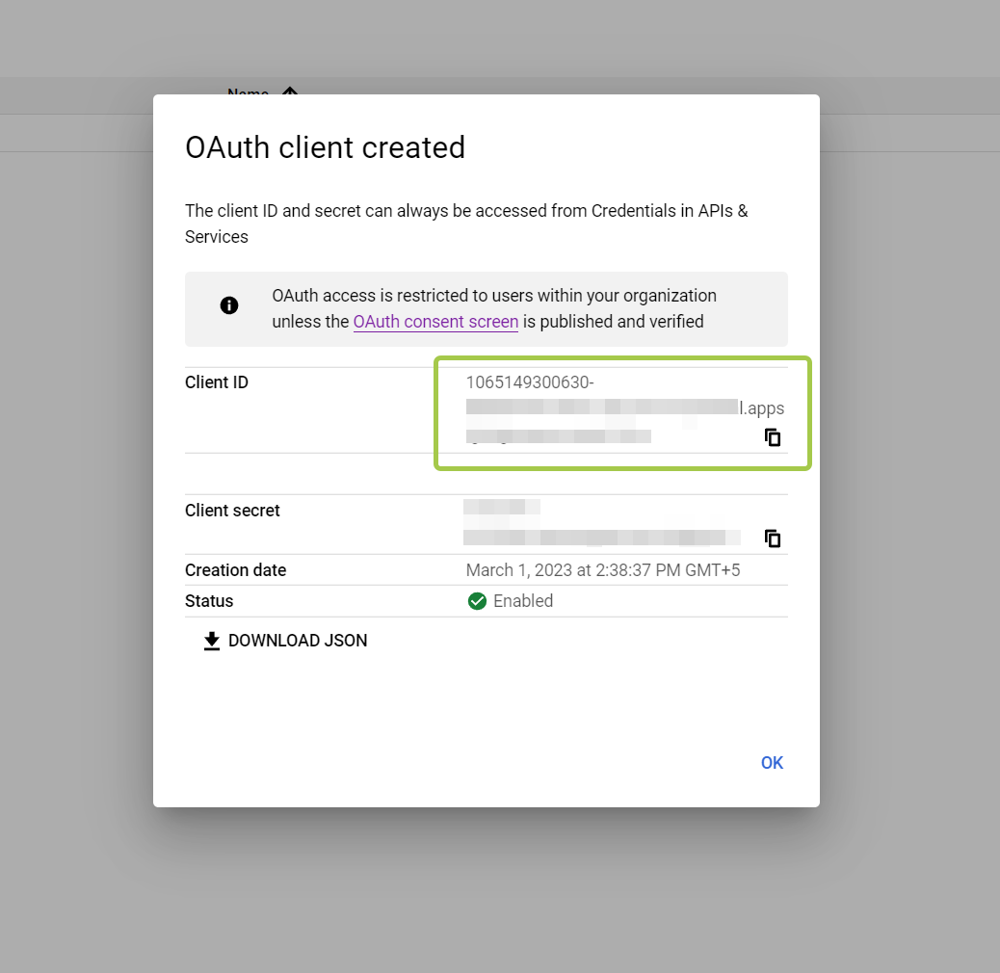 Name
OAuth client created
The client ID and secret can always be accessed from Credentials in APIs &
Services
OAuth access is restricted to users within your organization
unless the OAuth consent screen is published and verified
Client ID
1065149300630-
l.apps
Client secret
Creation date
March 1, 2023 at 2:38:37 PM GMT+5
Status
Enabled
DOWNLOAD JSON
OK